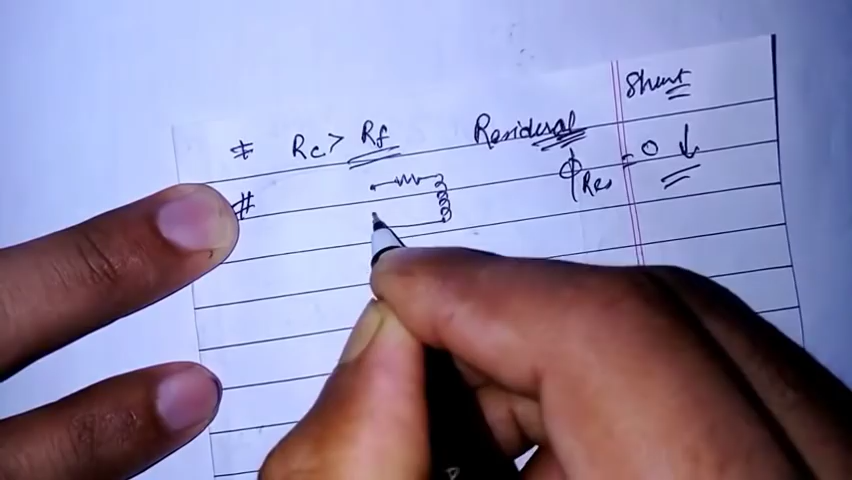 Shunt
# Rc > Rf Residual
ϕRes = 0 ↓
#